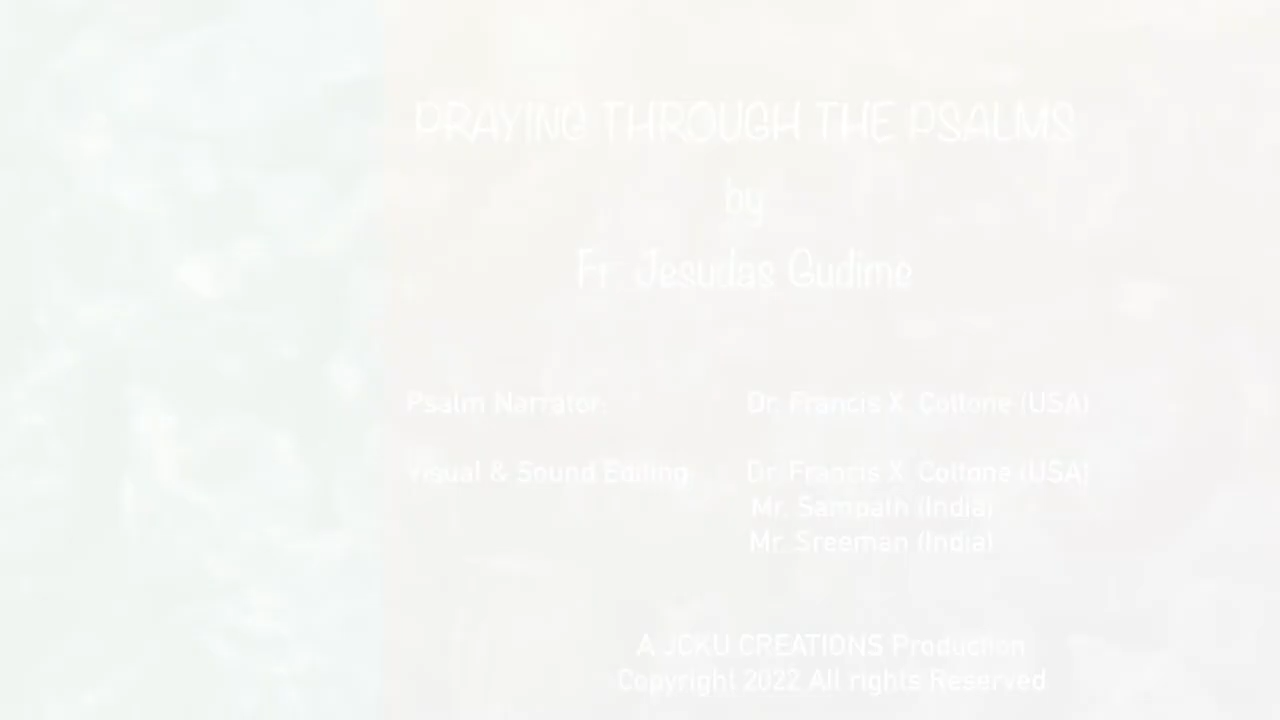 PRAYING THROUGH THE PSALMS
by
Fr. Jesudas Gudime
Psalm Narrator Dr. Francis X. Cottone (USA)
Visual & Sound Editing Dr. Francis X. Cottone (USA)
Mr. Sampath (India)
Mr. Sreeman (India)
A JCKU CREATIONS Production
Copyright 2022 All rights Reserved